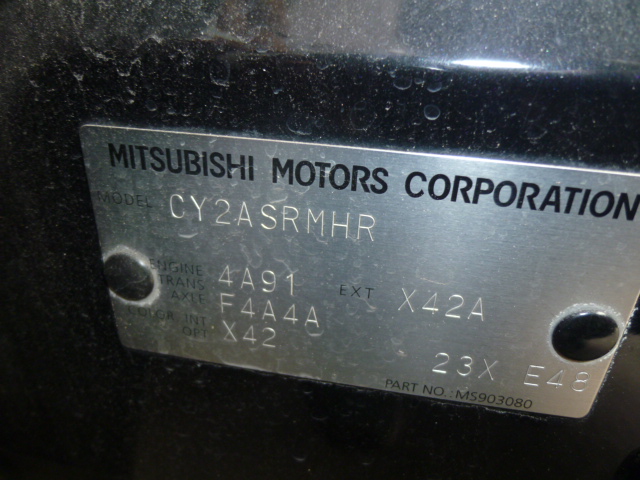 MITSUBISHI MOTORS CORPORATION
MODEL CY2ASRMHR
ENGINE 4A91 EXT X42A
TRANS AXLE F4A4A
COLOR INT OPT X42 23X E48
PART NO. MS903080